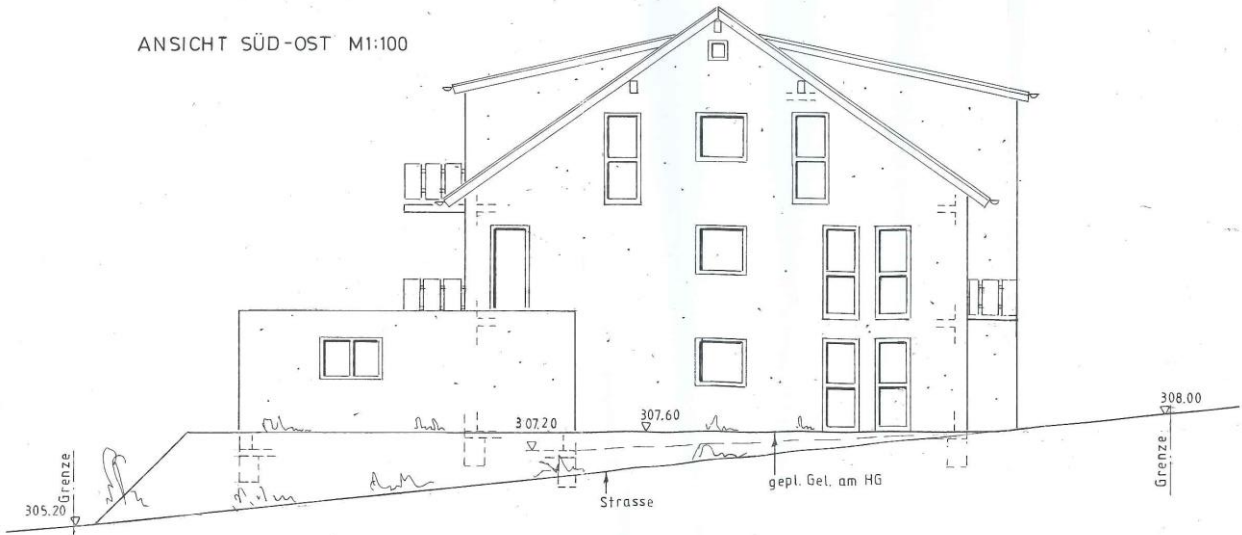 ANSICHT SÜD-OST M1:100
308.00
307.60
307.20
Grenze
Grenze
gepl. Gel. am HG
Strasse
305.20